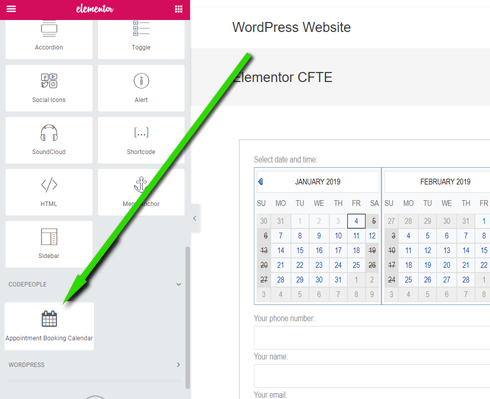 elementor
Accordion
Toggle
Social Icons
Alert
SoundCloud
[...]
Shortcode
HTML
Menu Anchor
Sidebar
CODEPEOPLE
Appointment Booking Calendar
WORDPRESS
WordPress Website
Elementor CFTE
Select date and time:
JANUARY 2019
SU MO TU WE TH FR SA
30 31 1 2 3 4 5
6 7 8 9 10 11 12
13 14 15 16 17 18 19
20 21 22 23 24 25 26
27 28 29 30 31 1 2
3 4 5 6 7 8 9
FEBRUARY 2019
SU MO TU WE TH FR
27 28 29 30 31 1
3 4 5 6 7 8
10 11 12 13 14 15
17 18 19 20 21 22
24 25 26 27 28 1
3 4 5 6 7 8
Your phone number:
Your name:
Your email: